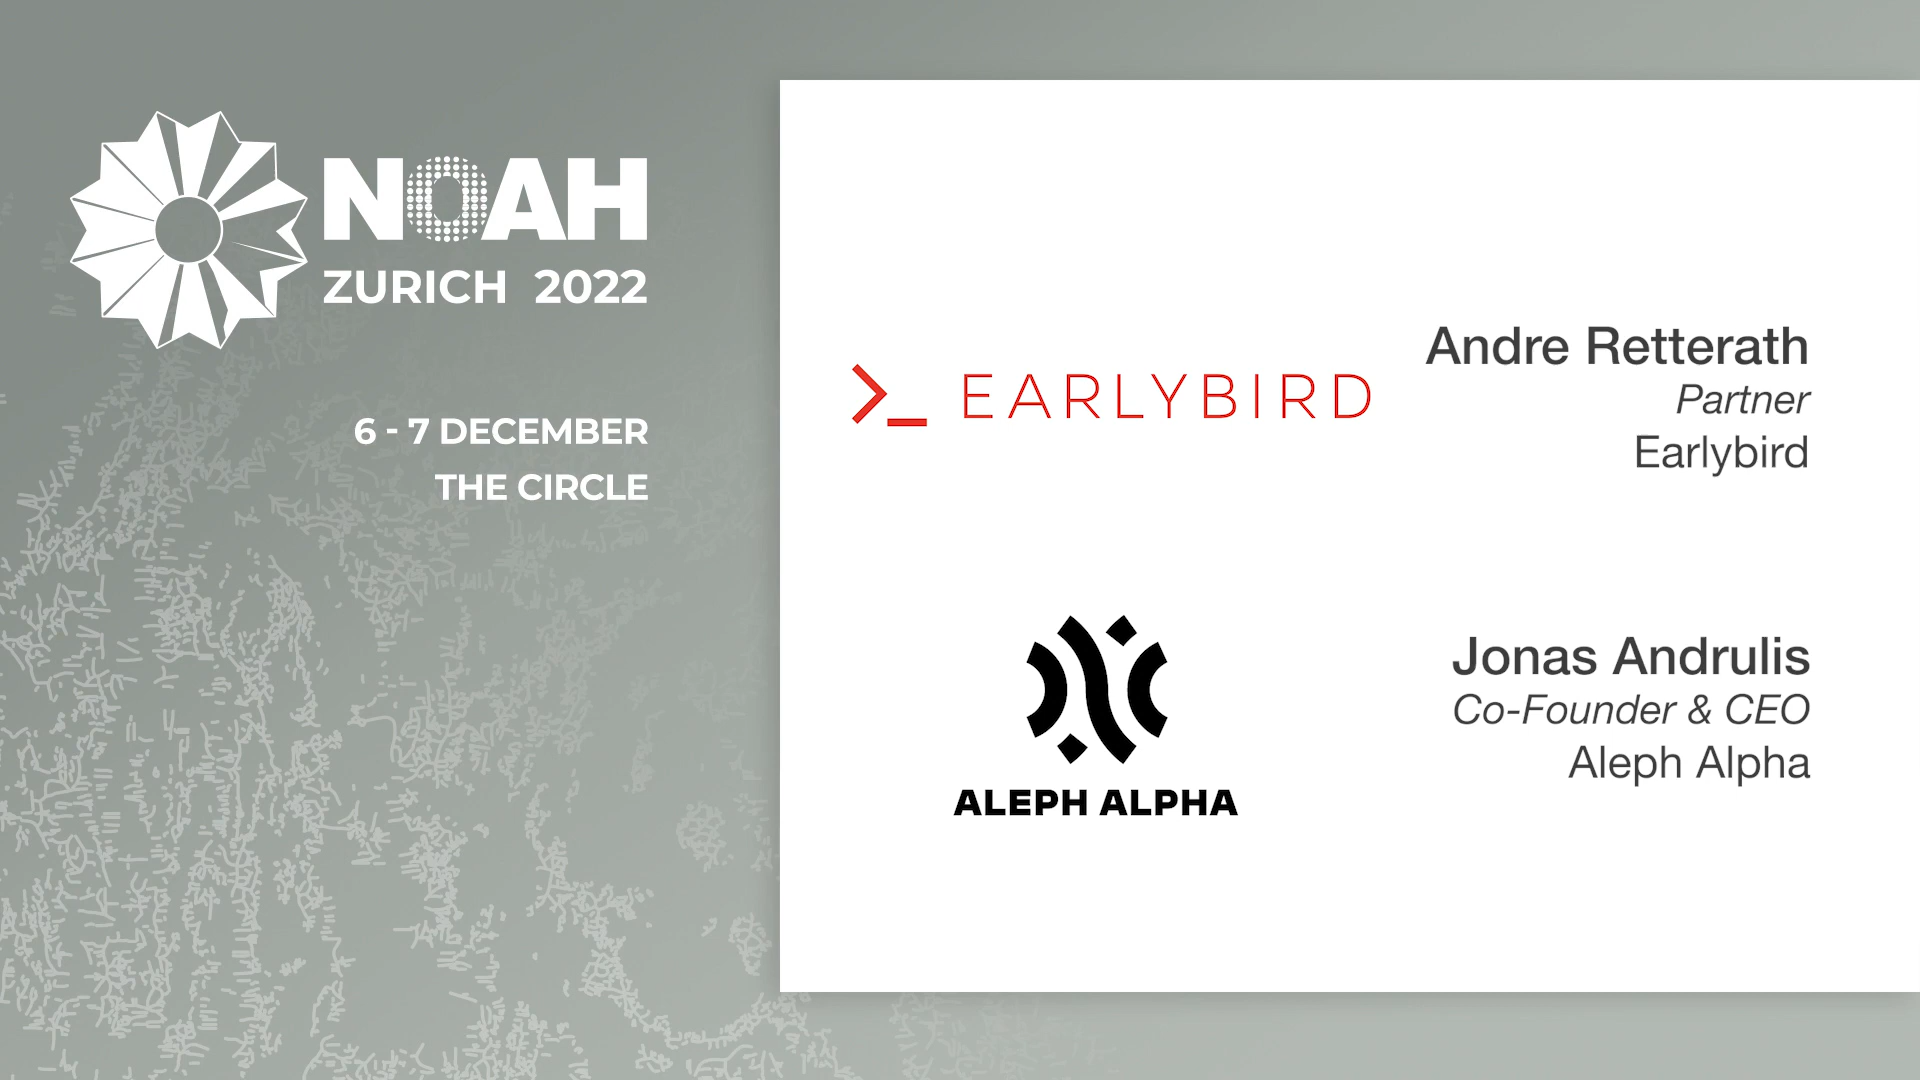 NOAH
ZURICH 2022
6 - 7 DECEMBER
THE CIRCLE
>_ EARLYBIRD
Andre Retterath
Partner
Earlybird
ALEPH ALPHA
Jonas Andrulis
Co-Founder & CEO
Aleph Alpha